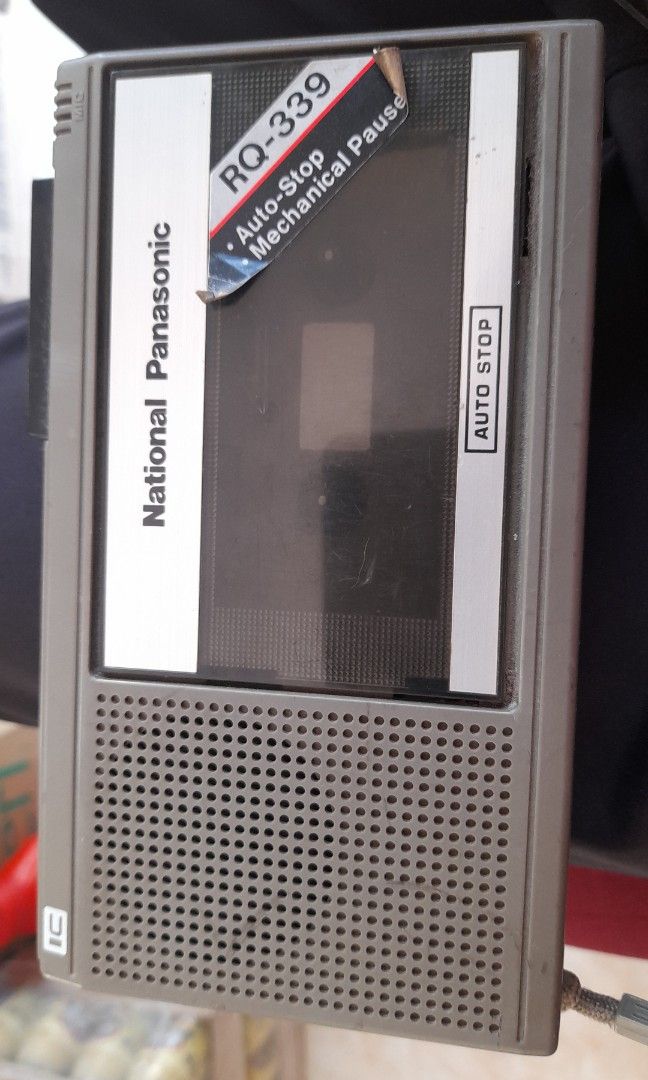 MIC
National Panasonic
RQ-339
• Auto-Stop
Mechanical Pause
AUTO STOP
IC